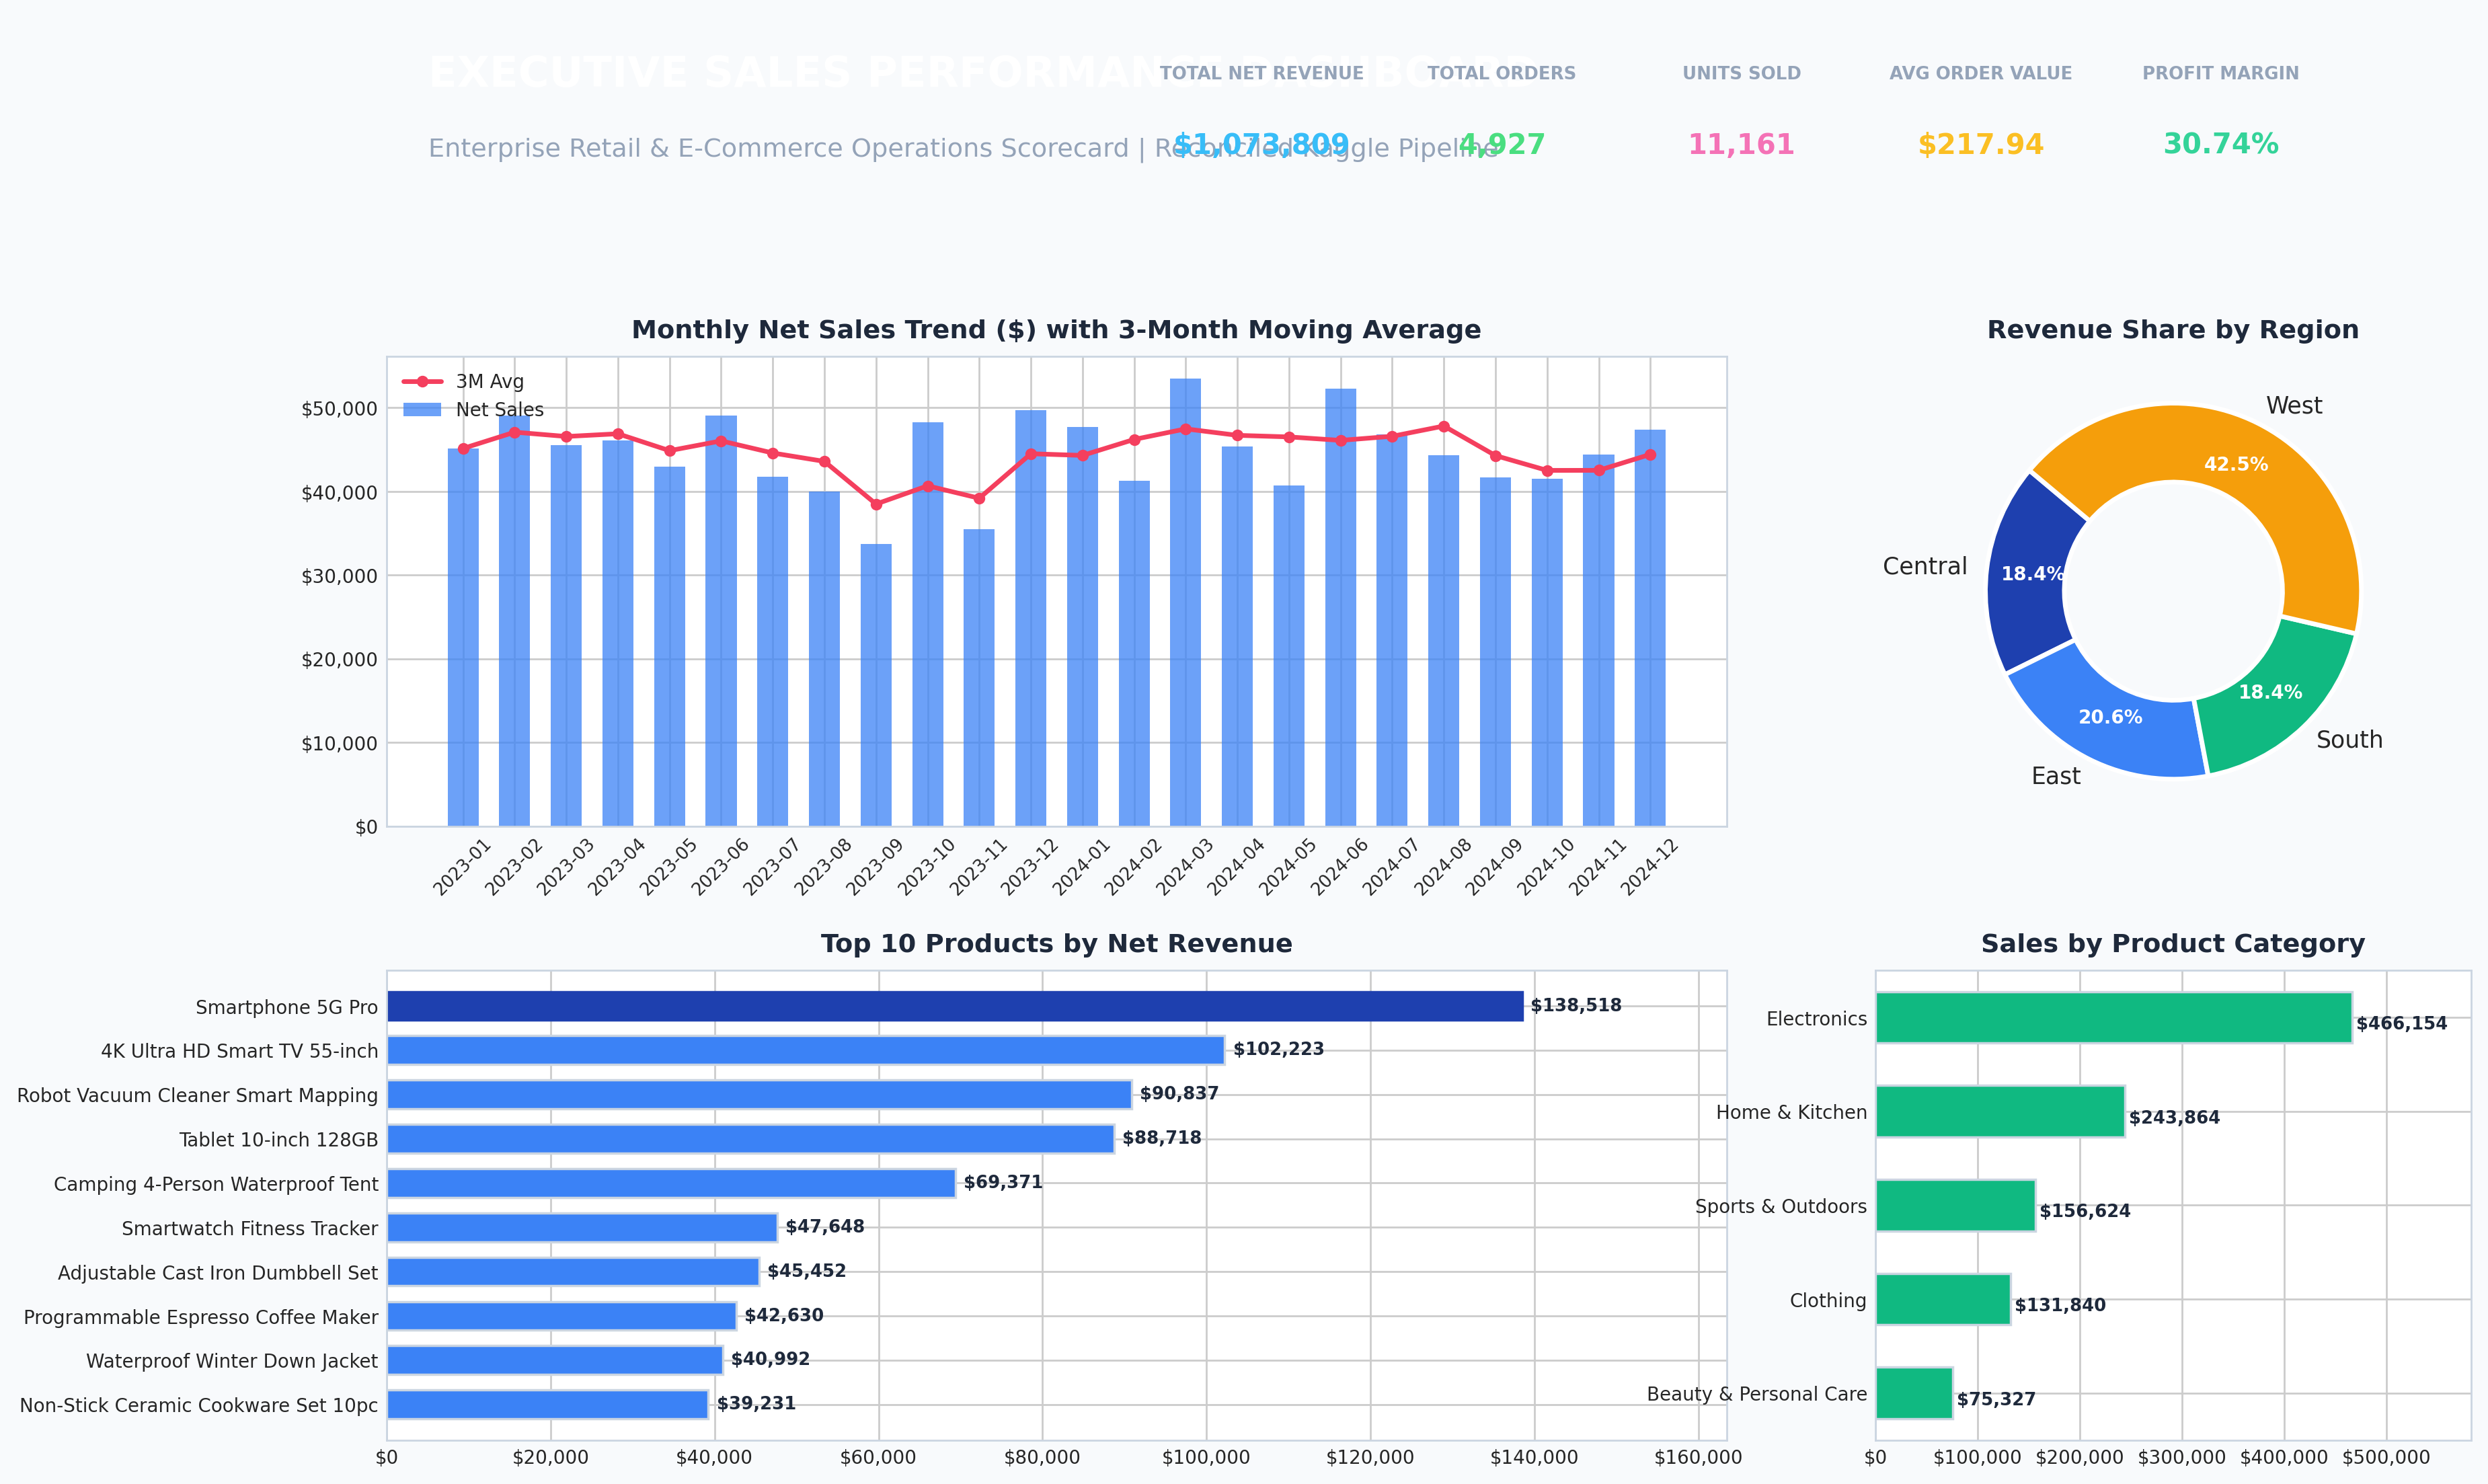 EXECUTIVE SALES PERFORMANCE DASHBOARD
TOTAL NET REVENUE
TOTAL ORDERS
UNITS SOLD
AVG ORDER VALUE
PROFIT MARGIN
Enterprise Retail & E-Commerce Operations Scorecard | Reconciled Kaggle Pipeline
$1,073,809
4,927
11,161
$217.94
30.74%
Monthly Net Sales Trend ($) with 3-Month Moving Average
3M Avg
Net Sales
$50,000
$40,000
$30,000
$20,000
$10,000
$0
2023-01
2023-02
2023-03
2023-04
2023-05
2023-06
2023-07
2023-08
2023-09
2023-10
2023-11
2023-12
2024-01
2024-02
2024-03
2024-04
2024-05
2024-06
2024-07
2024-08
2024-09
2024-10
2024-11
2024-12
Revenue Share by Region
West
42.5%
Central
18.4%
18.4%
20.6%
South
East
Top 10 Products by Net Revenue
Smartphone 5G Pro
$138,518
4K Ultra HD Smart TV 55-inch
$102,223
Robot Vacuum Cleaner Smart Mapping
$90,837
Tablet 10-inch 128GB
$88,718
Camping 4-Person Waterproof Tent
$69,371
Smartwatch Fitness Tracker
$47,648
Adjustable Cast Iron Dumbbell Set
$45,452
Programmable Espresso Coffee Maker
$42,630
Waterproof Winter Down Jacket
$40,992
Non-Stick Ceramic Cookware Set 10pc
$39,231
$0
$20,000
$40,000
$60,000
$80,000
$100,000
$120,000
$140,000
$160,000
Sales by Product Category
Electronics
$466,154
Home & Kitchen
$243,864
Sports & Outdoors
$156,624
Clothing
$131,840
Beauty & Personal Care
$75,327
$0
$100,000
$200,000
$300,000
$400,000
$500,000